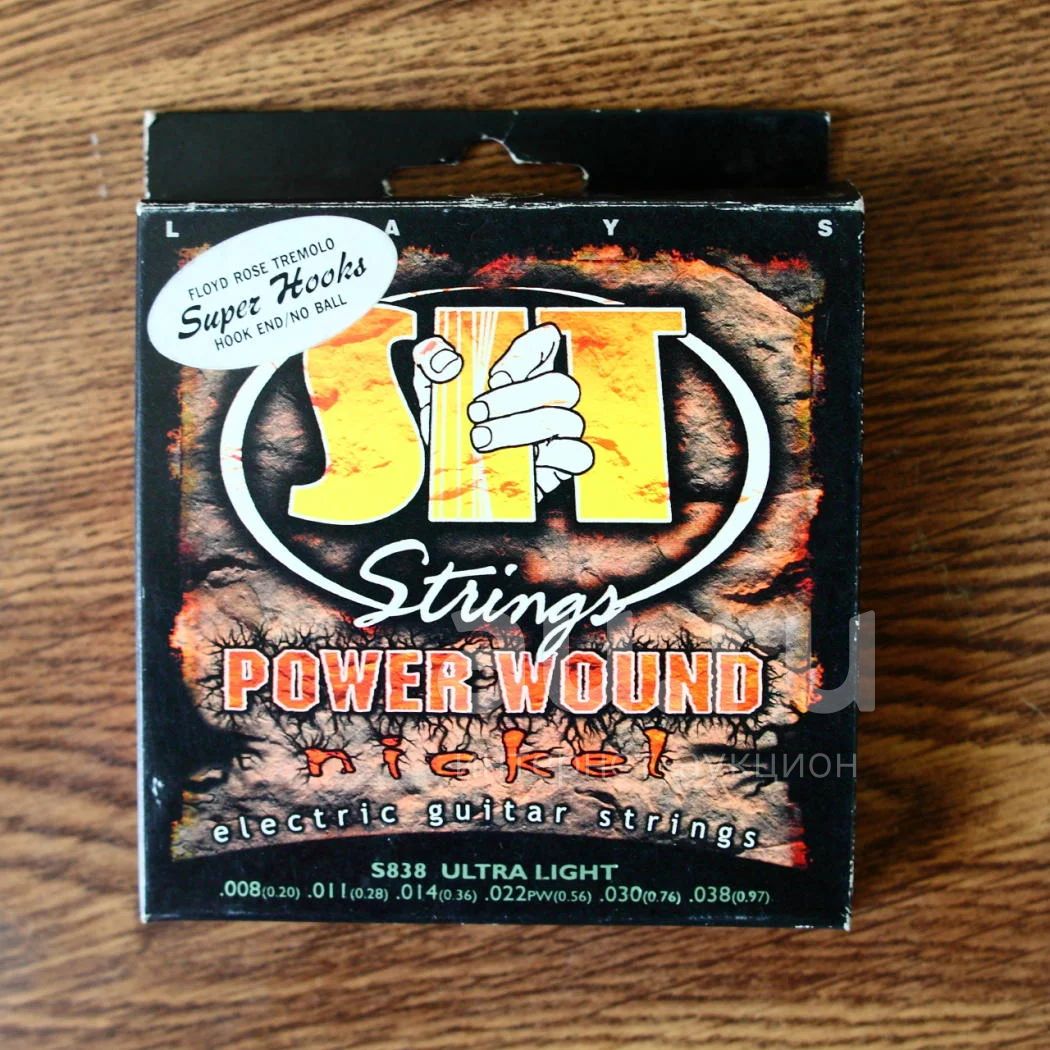 L A Y S
FLOYD ROSE TREMOLO
Super Hooks
HOOK END/NO BALL
SIT
Strings
POWER WOUND
nickel
electric guitar strings
S838 ULTRA LIGHT
.008(0.20) .011(0.28) .014(0.36) .022PW(0.56) .030(0.76) .038(0.97)